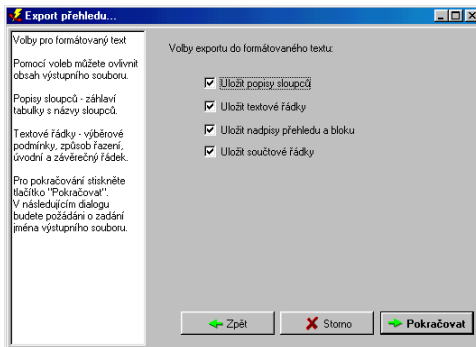 Export přehledu...
Volby pro formátovaný text
Pomocí voleb můžete ovlivnit
obsah výstupního souboru.
Popisy sloupců - záhlaví
tabulky s názvy sloupců.
Textové řádky - výběrové
podmínky, způsob řazení,
úvodní a závěrečný řádek.
Pro pokračování stiskněte
tlačítko "Pokračovat".
V následujícím dialogu
budete požádáni o zadání
jména výstupního souboru.
Volby exportu do formátovaného textu:
Uložit popisy sloupců
Uložit textové řádky
Uložit nadpisy přehledu a bloku
Uložit součtové řádky
Zpět
Storno
Pokračovat